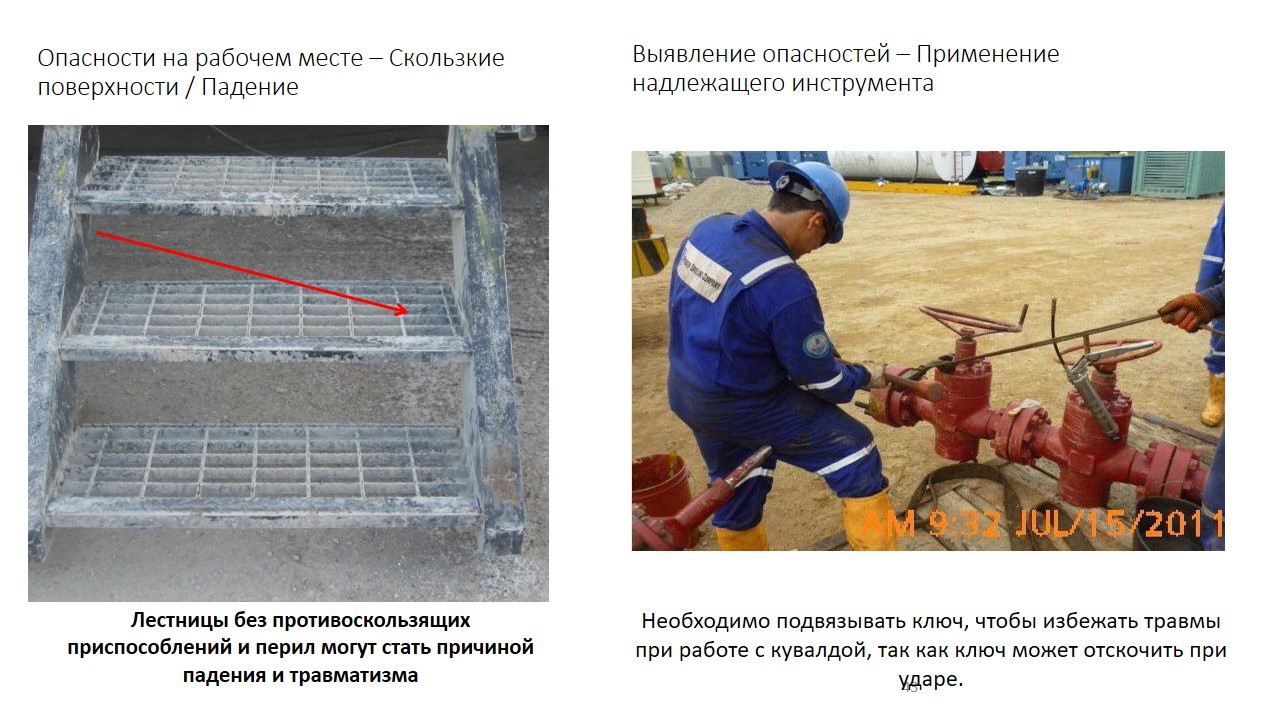 Опасности на рабочем месте – Скользкие
поверхности / Падение
Лестницы без противоскользящих
приспособлений и перил могут стать причиной
падения и травматизма
Выявление опасностей – Применение
надлежащего инструмента
DRILLING COMPANY
AM 9:32 JUL/15/2011
Необходимо подвязывать ключ, чтобы избежать травмы
при работе с кувалдой, так как ключ может отскочить при
ударе.